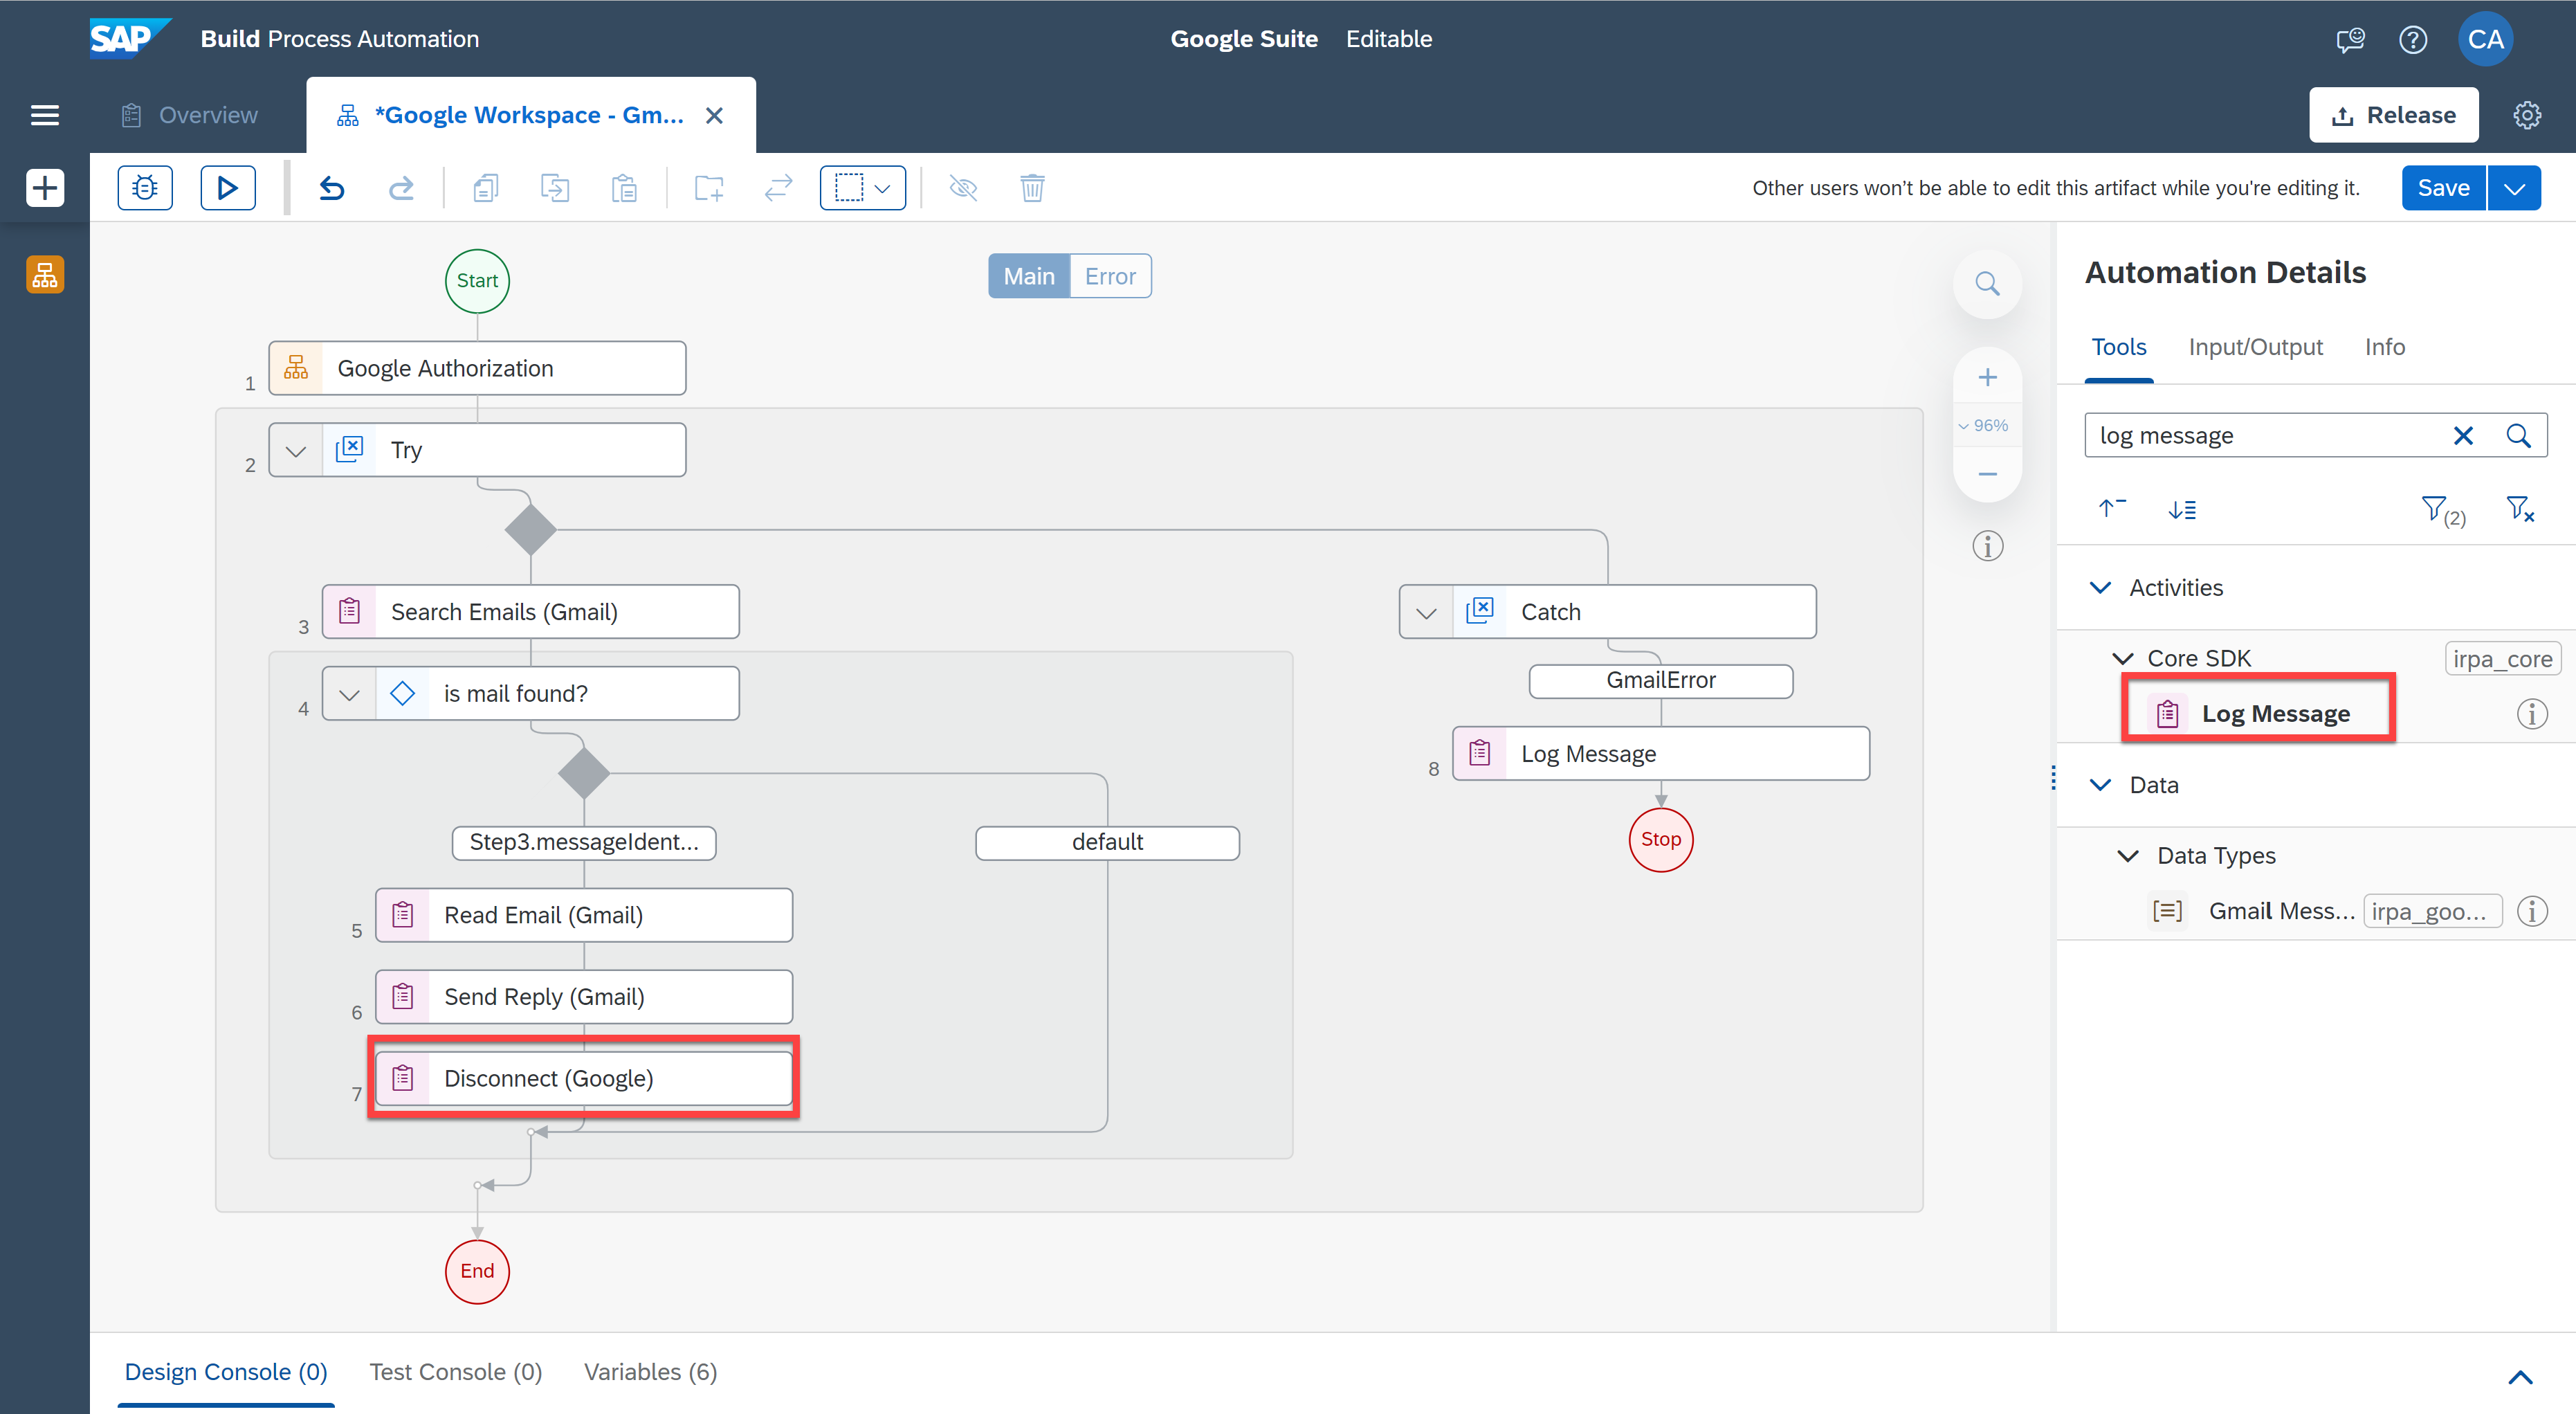 SAP Build Process Automation
Google Suite Editable
CA
Overview
*Google Workspace - Gm...
Release
Other users won't be able to edit this artifact while you're editing it.
Save
Start
Main Error
1 Google Authorization
2 Try
3 Search Emails (Gmail)
4 is mail found?
Step3.messageIdent...
default
5 Read Email (Gmail)
6 Send Reply (Gmail)
7 Disconnect (Google)
End
Catch
GmailError
8 Log Message
Stop
96%
Automation Details
Tools Input/Output Info
log message
(2)
Activities
Core SDK irpa_core
Log Message
Data
Data Types
Gmail Mess... irpa_goo...
Design Console (0) Test Console (0) Variables (6)